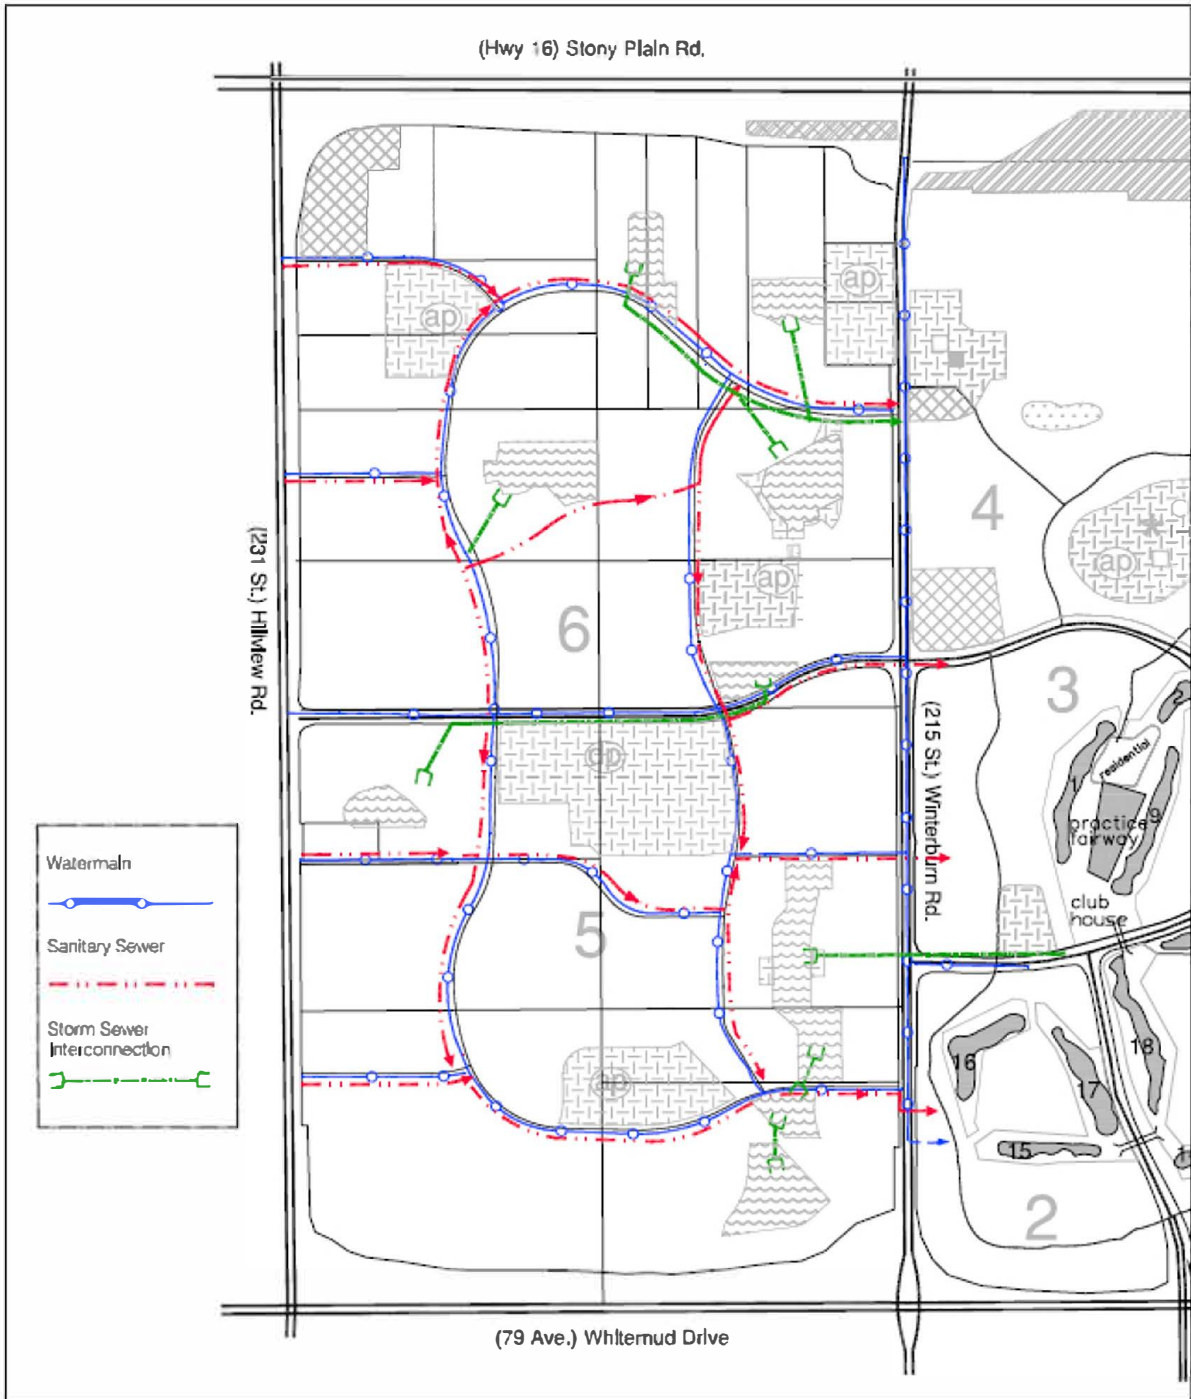 (Hwy 16) Stony Plain Rd.
ap
ap
4
ap
(231 St.) Hillview Rd.
6
ap
3
(215 St.) Winterburn Rd.
residential
1
9
practice
fairway
Watermain
club
house
Sanitary Sewer
5
Storm Sewer
Interconnection
16
18
ap
17
15
2
(79 Ave.) Whitemud Drive